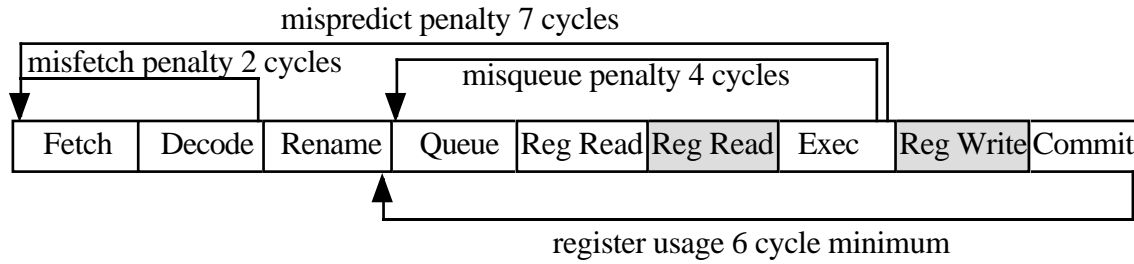 mispredict penalty 7 cycles
misfetch penalty 2 cycles
misqueue penalty 4 cycles
Fetch Decode Rename Queue Reg Read Reg Read Exec Reg Write Commit
register usage 6 cycle minimum